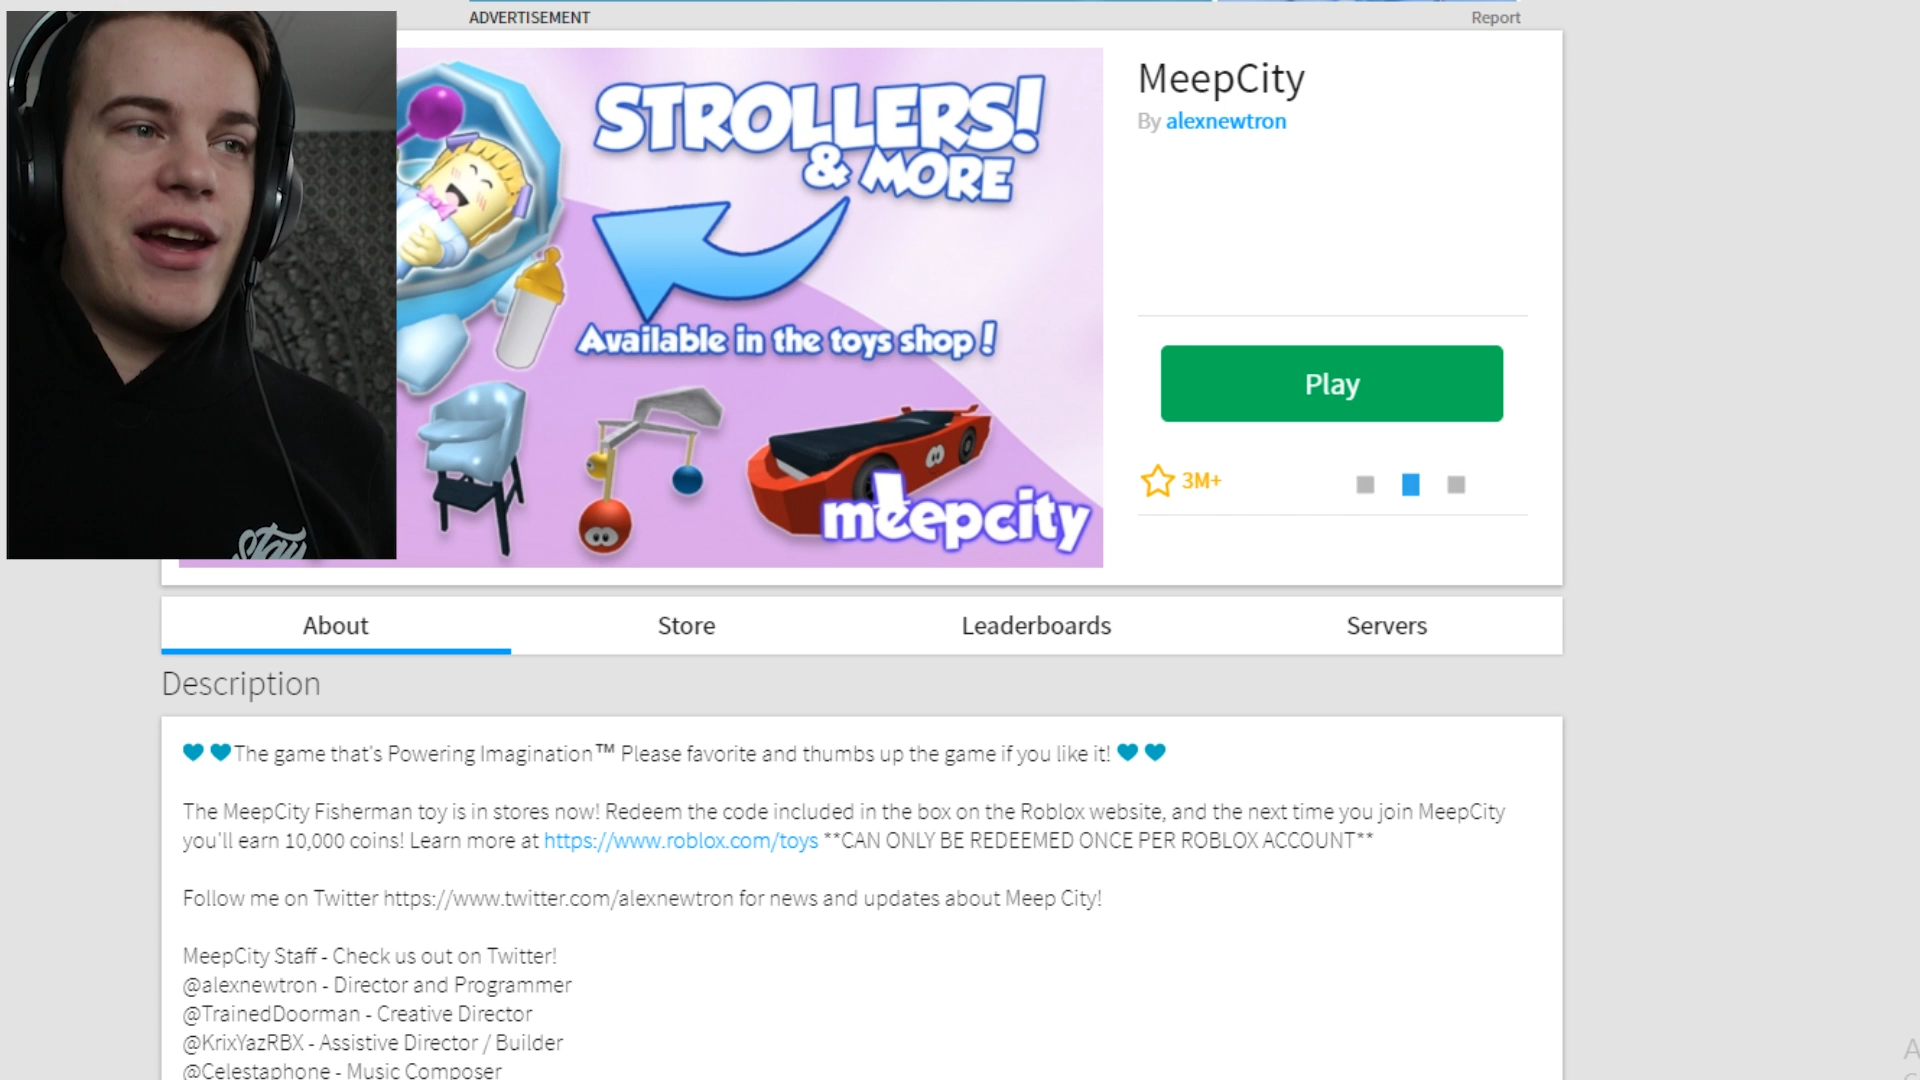 ADVERTISEMENT
Report
STROLLERS!
& MORE
Available in the toys shop!
meepcity
MeepCity
By alexnewtron
Play
3M+
Stay
About
Store
Leaderboards
Servers
Description
The game that's Powering Imagination™ Please favorite and thumbs up the game if you like it!
The MeepCity Fisherman toy is in stores now! Redeem the code included in the box on the Roblox website, and the next time you join MeepCity
you'll earn 10,000 coins! Learn more at https://www.roblox.com/toys **CAN ONLY BE REDEEMED ONCE PER ROBLOX ACCOUNT**
Follow me on Twitter https://www.twitter.com/alexnewtron for news and updates about Meep City!
MeepCity Staff - Check us out on Twitter!
@alexnewtron - Director and Programmer
@TrainedDoorman - Creative Director
@KrixYazRBX - Assistive Director / Builder
@Celestaphone - Music Composer